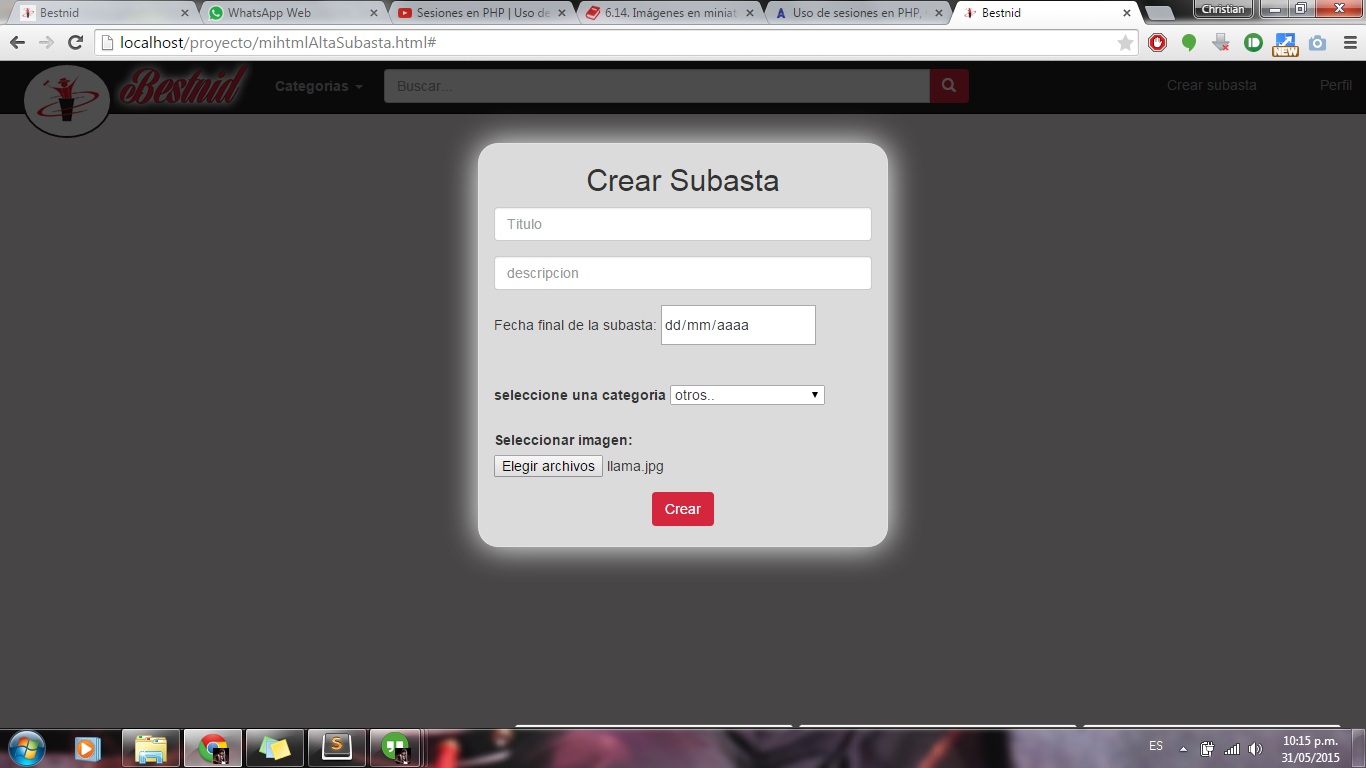 Bestnid
WhatsApp Web
Sesiones en PHP | Uso de
6.14. Imágenes en miniat
Uso de sesiones en PHP,
Bestnid
Christian
localhost/proyecto/mihtmlAltaSubasta.html#
NEW
Bestnid
Categorias
Buscar...
Crear subasta
Perfil
Crear Subasta
Titulo
descripcion
Fecha final de la subasta: dd/mm/aaaa
seleccione una categoria otros..
Seleccionar imagen:
Elegir archivos llama.jpg
Crear
ES
10:15 p.m.
31/05/2015